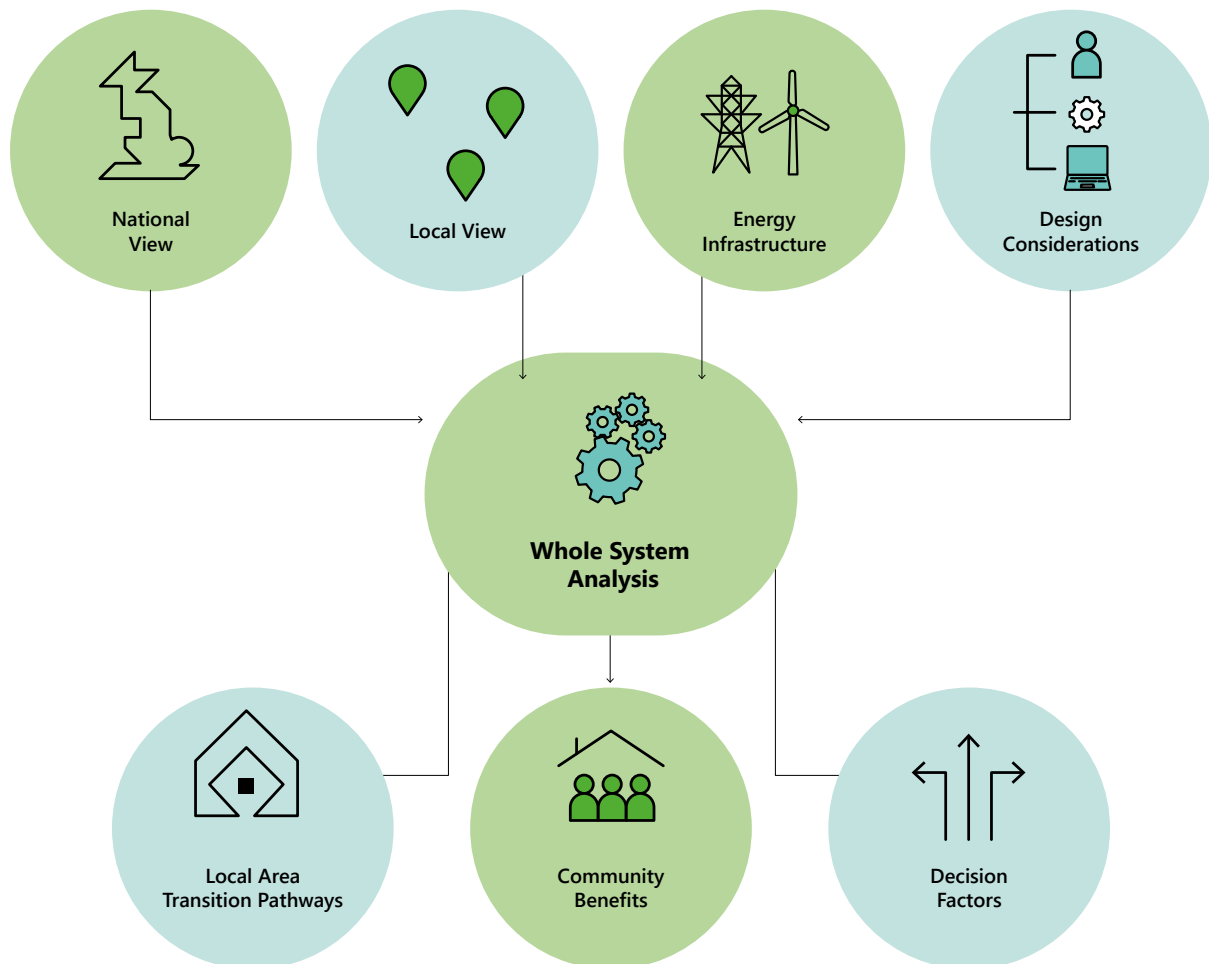 National
View
Local View
Energy
Infrastructure
Design
Considerations
Whole System
Analysis
Local Area
Transition Pathways
Community
Benefits
Decision
Factors